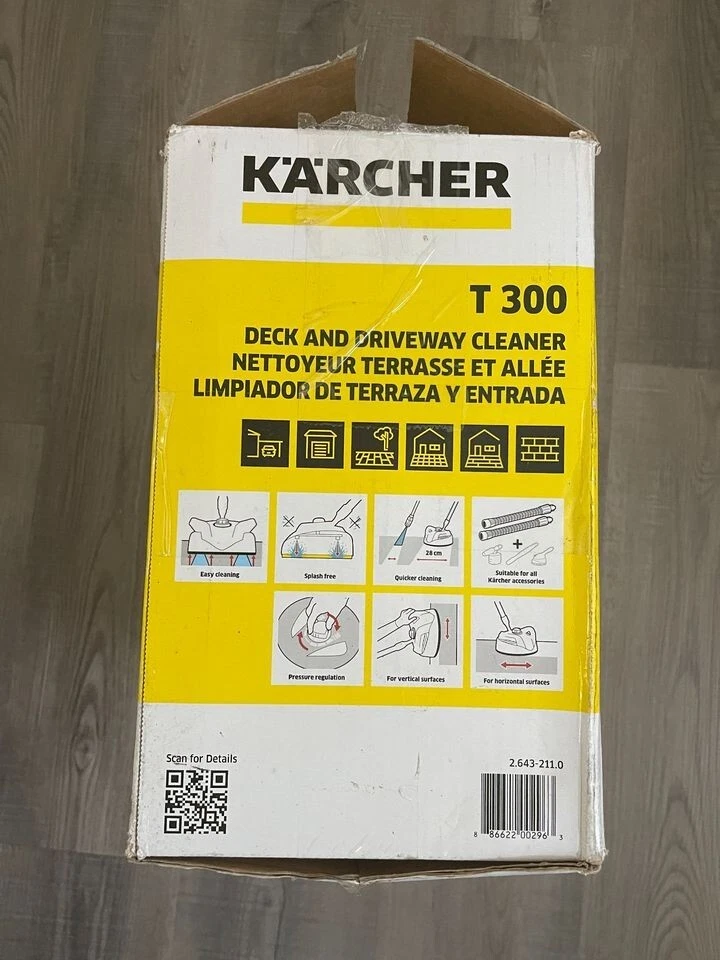 KÄRCHER
T 300
DECK AND DRIVEWAY CLEANER
NETTOYEUR TERRASSE ET ALLÉE
LIMPIADOR DE TERRAZA Y ENTRADA
Easy cleaning
Splash free
28 cm
Quicker cleaning
+
Suitable for all
Kärcher accessories
Pressure regulation
For vertical surfaces
For horizontal surfaces
Scan for Details
2.643-211.0
8 86622 00296 3